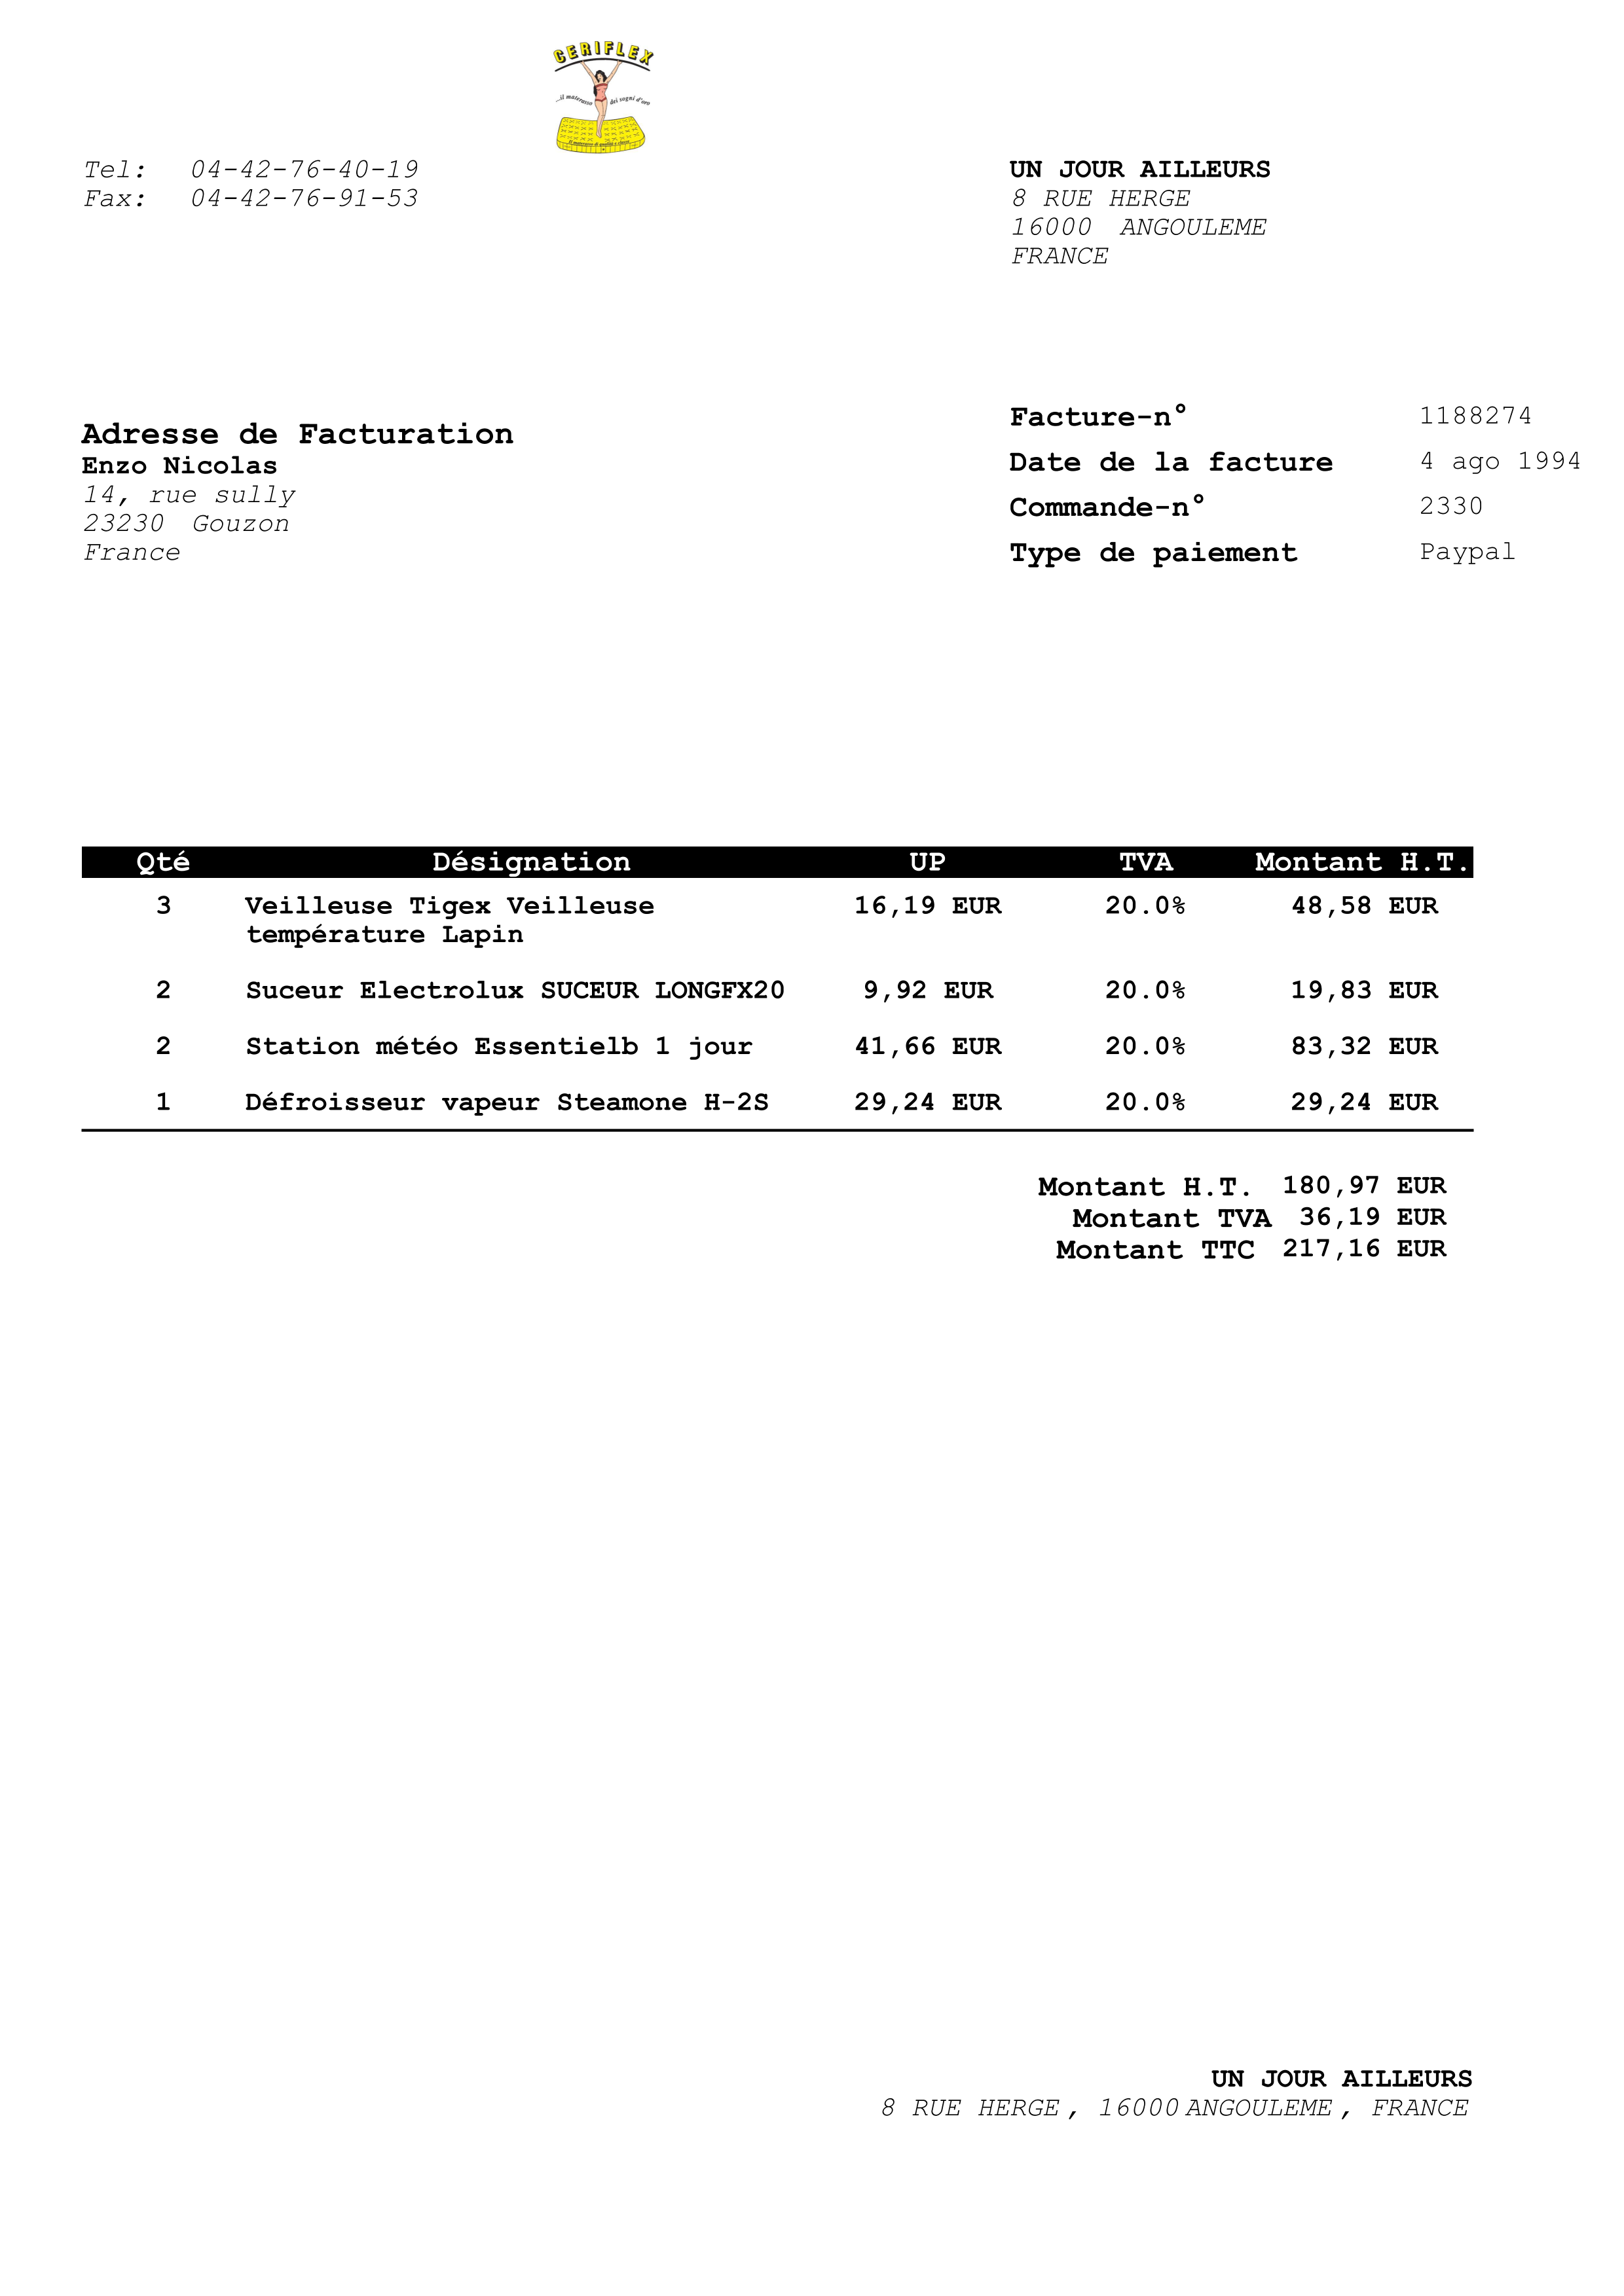 CERIFLEX
...il materasso dei sogni d'oro
Tel: 04-42-76-40-19
Fax: 04-42-76-91-53
UN JOUR AILLEURS
8 RUE HERGE
16000 ANGOULEME
FRANCE
Adresse de Facturation
Enzo Nicolas
14, rue sully
23230 Gouzon
France
Facture-n° 1188274
Date de la facture 4 ago 1994
Commande-n° 2330
Type de paiement Paypal
Qté Désignation UP TVA Montant H.T.
3 Veilleuse Tigex Veilleuse 16,19 EUR 20.0% 48,58 EUR
température Lapin
2 Suceur Electrolux SUCEUR LONGFX20 9,92 EUR 20.0% 19,83 EUR
2 Station météo Essentielb 1 jour 41,66 EUR 20.0% 83,32 EUR
1 Défroisseur vapeur Steamone H-2S 29,24 EUR 20.0% 29,24 EUR
Montant H.T. 180,97 EUR
Montant TVA 36,19 EUR
Montant TTC 217,16 EUR
UN JOUR AILLEURS
8 RUE HERGE , 16000 ANGOULEME , FRANCE